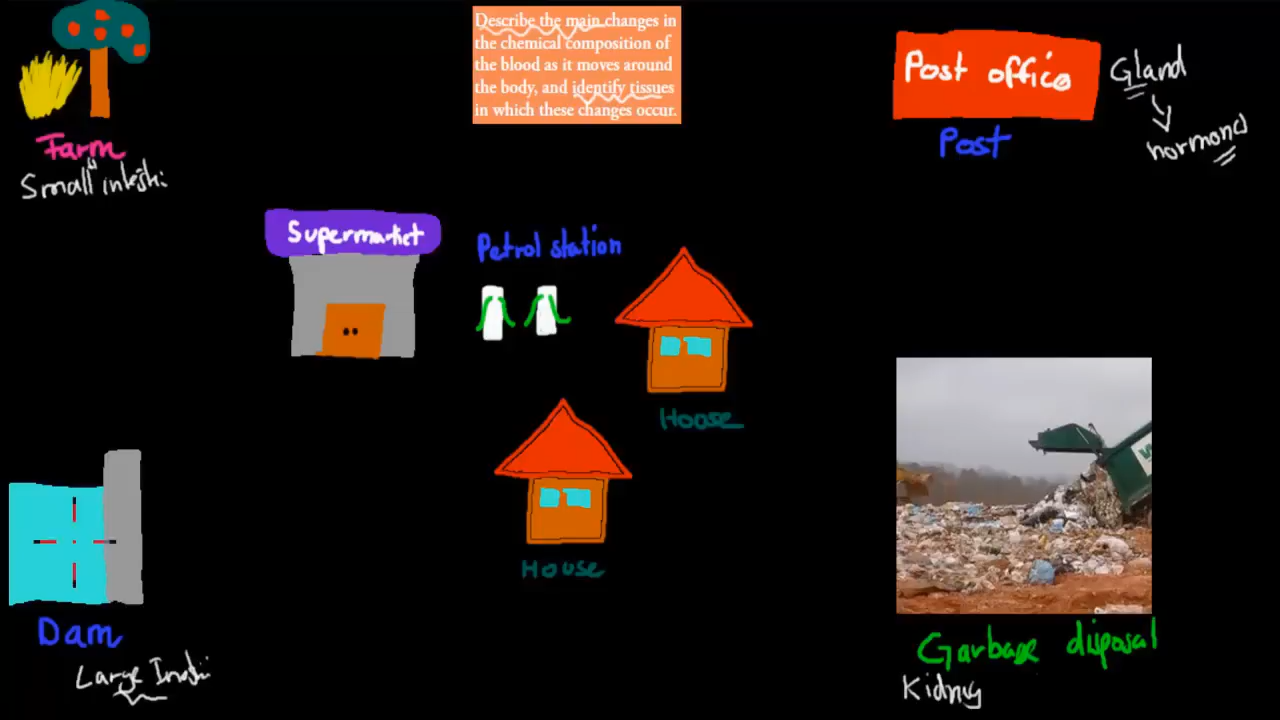 Describe the main changes in
the chemical composition of
the blood as it moves around
the body, and identify tissues
in which these changes occur.
Post office
Gland
hormond
Post
Farm
Small intesti
Supermarket
Petrol station
House
House
Dam
Large Intesti
Garbage disposal
Kidney